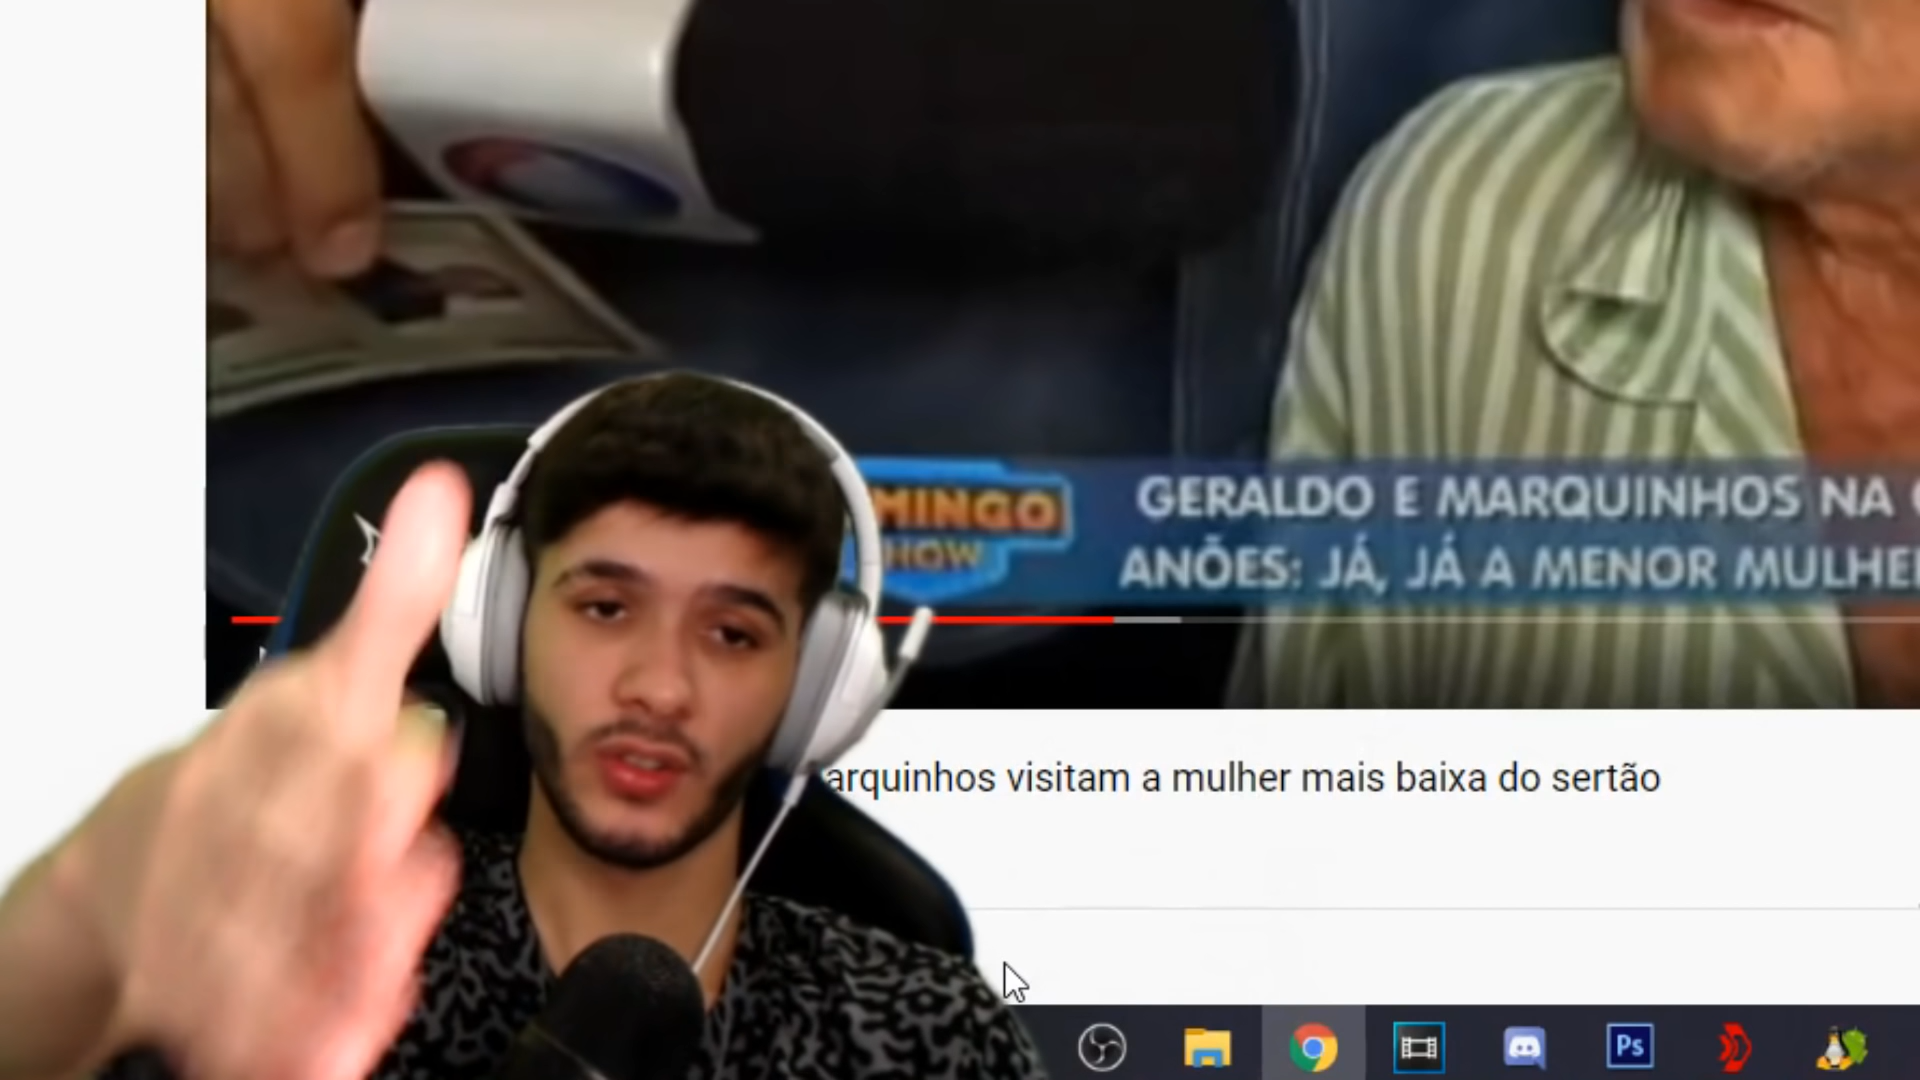 MINGO
HOW
GERALDO E MARQUINHOS NA
ANÕES: JÁ, JÁ A MENOR MULHE
arquinhos visitam a mulher mais baixa do sertão
Ps